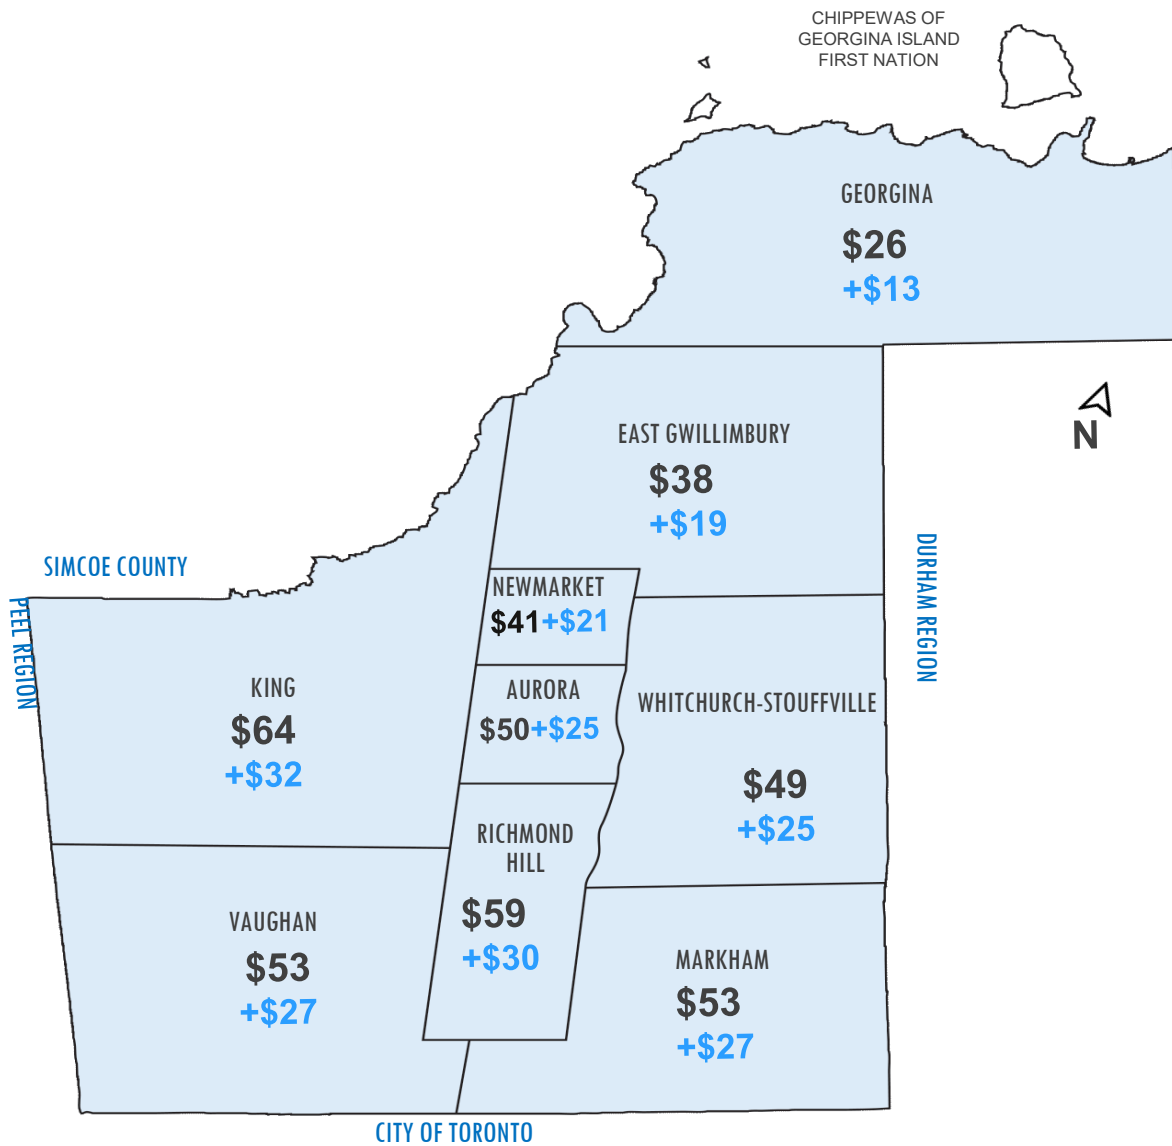 CHIPPEWAS OF
GEORGINA ISLAND
FIRST NATION
GEORGINA
$26
+$13
N
EAST GWILLIMBURY
$38
+$19
SIMCOE COUNTY
PEEL REGION
DURHAM REGION
NEWMARKET
$41+$21
KING
$64
+$32
AURORA
$50+$25
WHITCHURCH-STOUFFVILLE
$49
+$25
RICHMOND
HILL
$59
+$30
VAUGHAN
$53
+$27
MARKHAM
$53
+$27
CITY OF TORONTO